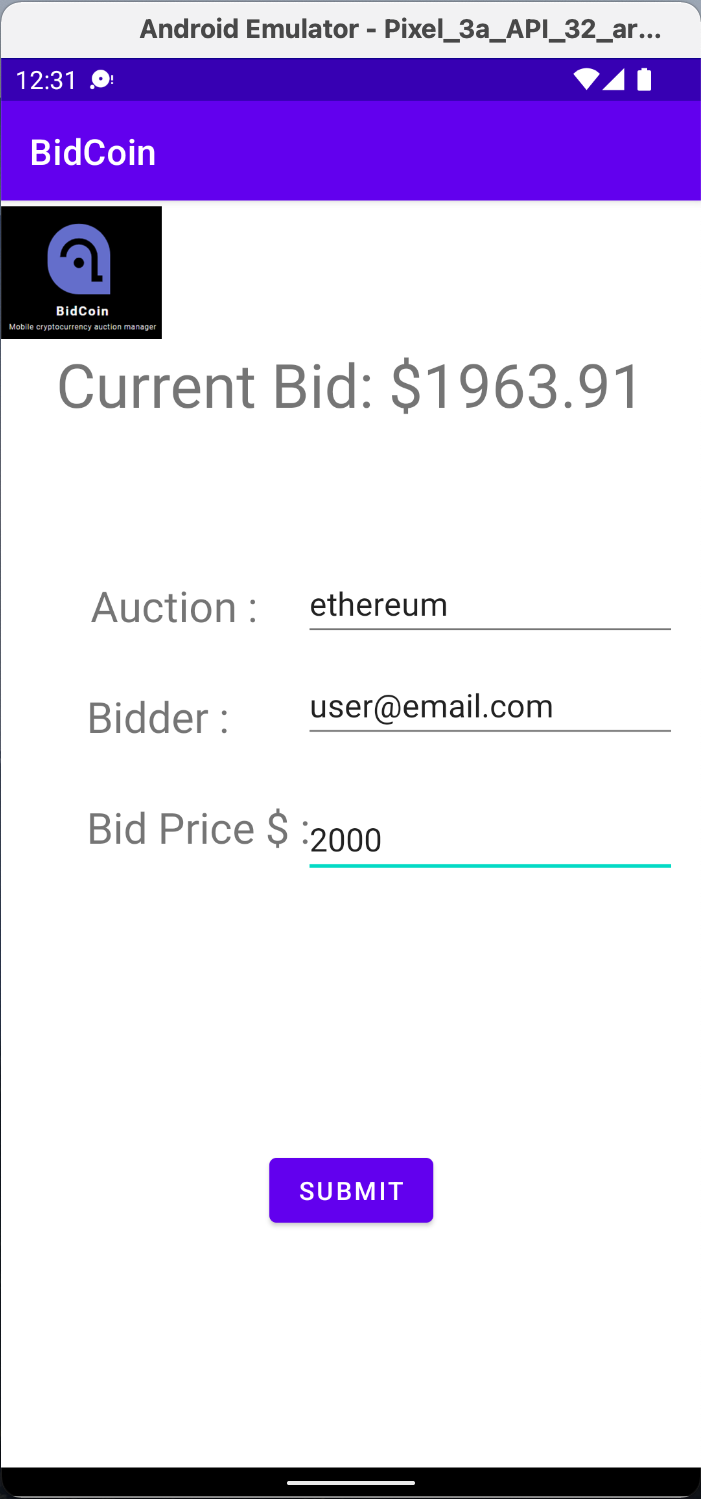 Android Emulator - Pixel_3a_API_32_ar...
12:31
BidCoin
BidCoin
Mobile cryptocurrency auction manager
Current Bid: $1963.91
Auction : ethereum
Bidder : user@email.com
Bid Price $ : 2000
SUBMIT